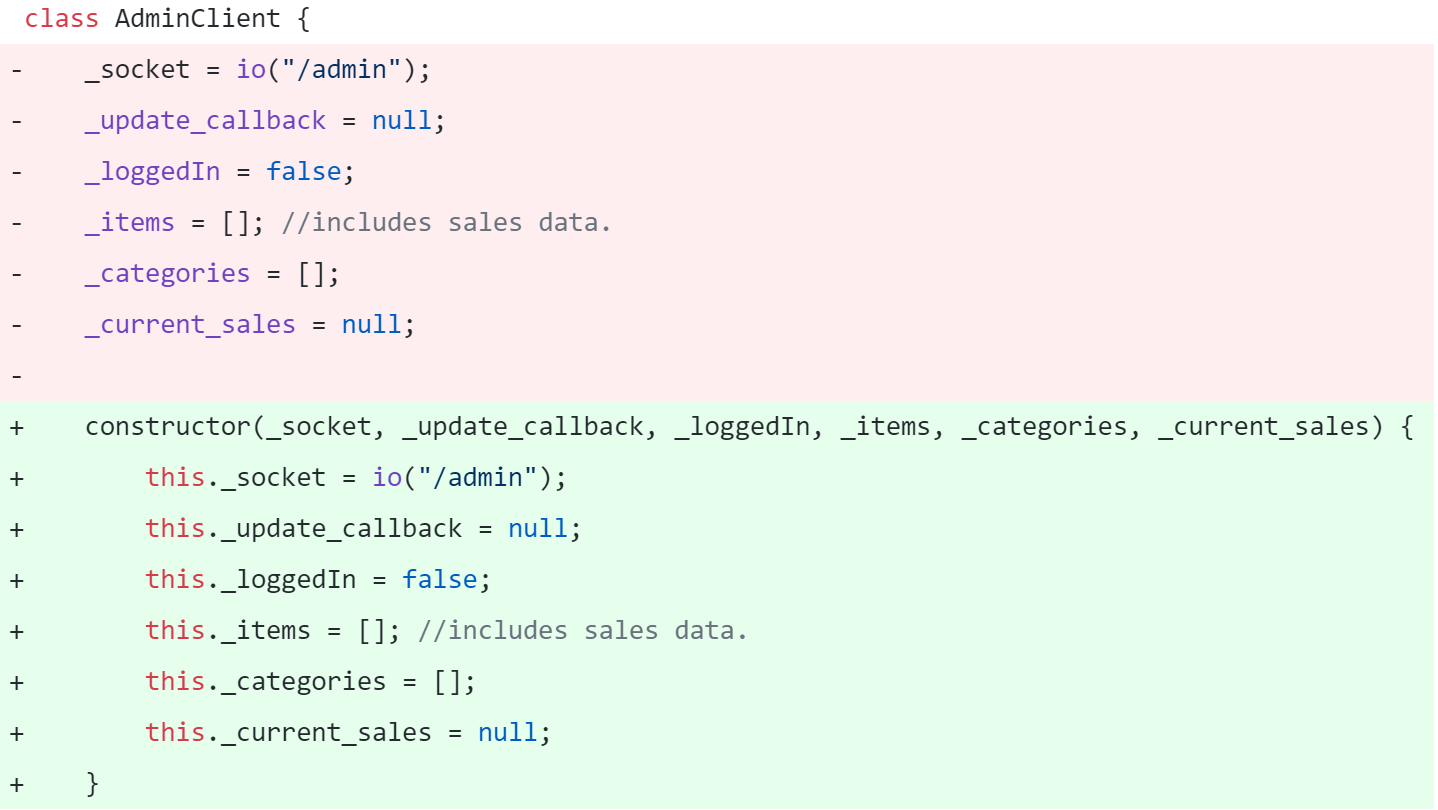 class AdminClient {
-    _socket = io("/admin");
-    _update_callback = null;
-    _loggedIn = false;
-    _items = []; //includes sales data.
-    _categories = [];
-    _current_sales = null;
-
+    constructor(_socket, _update_callback, _loggedIn, _items, _categories, _current_sales) {
+        this._socket = io("/admin");
+        this._update_callback = null;
+        this._loggedIn = false;
+        this._items = []; //includes sales data.
+        this._categories = [];
+        this._current_sales = null;
+    }